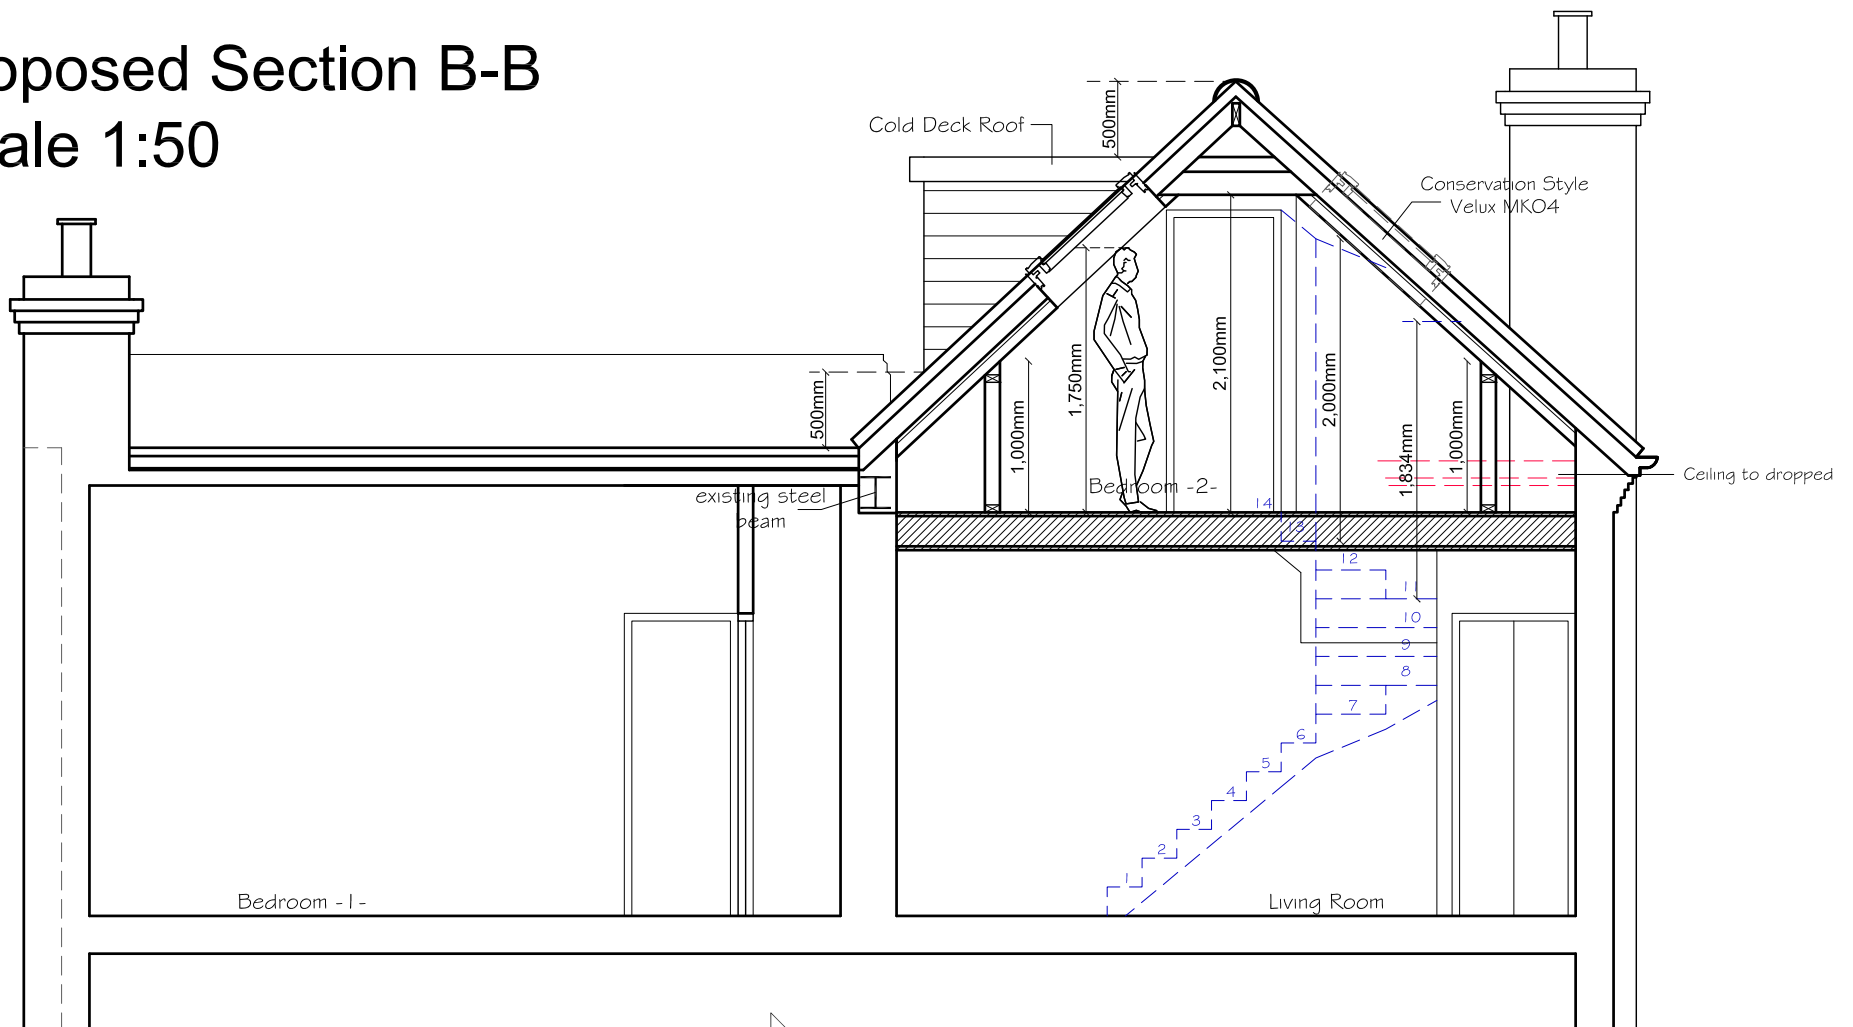 oposed Section B-B
ale 1:50
Cold Deck Roof
500mm
Conservation Style
Velux MK04
500mm
1,000mm
1,750mm
2,100mm
2,000mm
1,834mm
1,000mm
existing steel
beam
Bedroom -2-
Ceiling to dropped
14
13
12
11
10
9
8
7
6
5
4
3
2
1
Bedroom -1-
Living Room